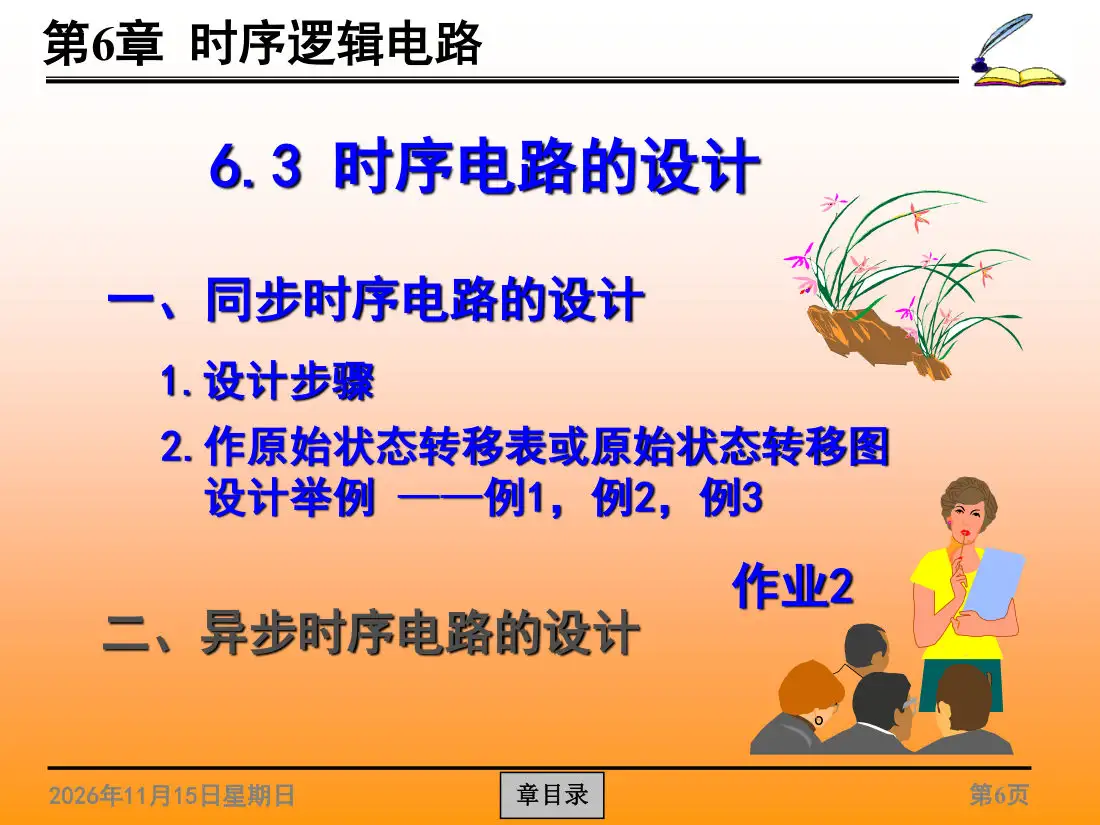 第6章 时序逻辑电路
6.3 时序电路的设计
一、同步时序电路的设计
1.设计步骤
2.作原始状态转移表或原始状态转移图
设计举例 ——例1，例2，例3
作业2
二、异步时序电路的设计
2026年11月15日星期日
章目录
第6页